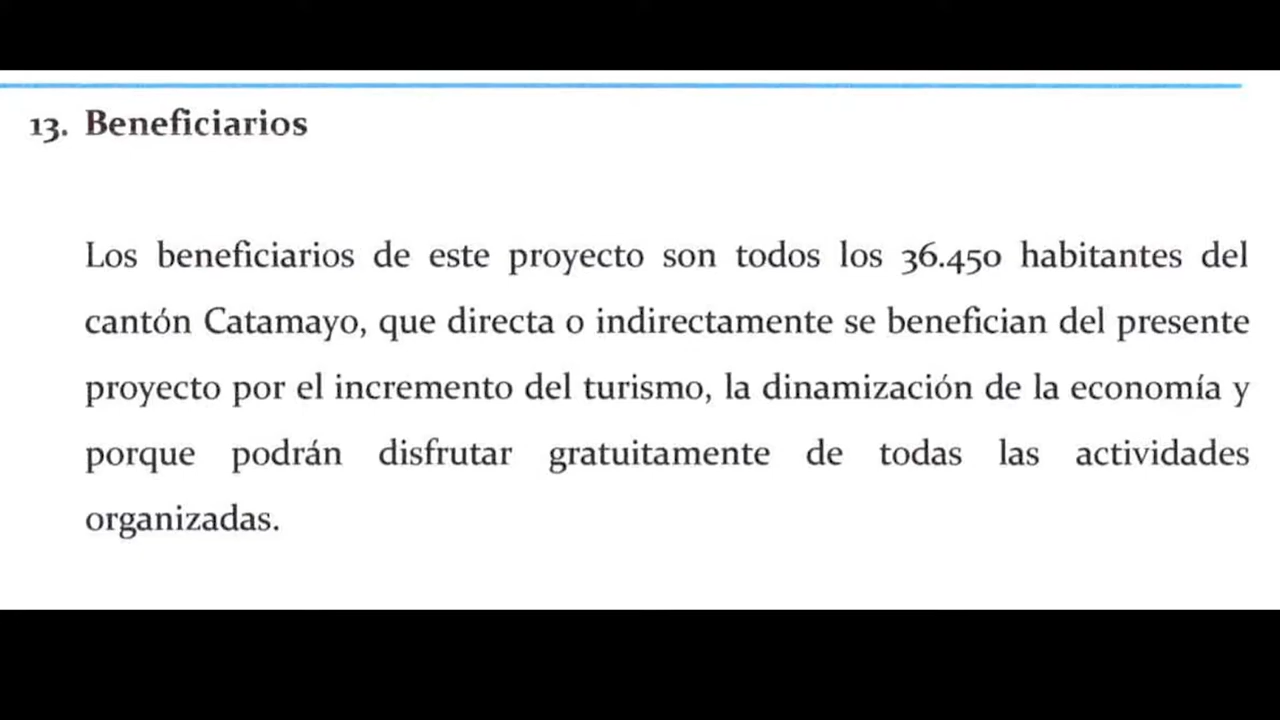 13. Beneficiarios
Los beneficiarios de este proyecto son todos los 36.450 habitantes del
cantón Catamayo, que directa o indirectamente se benefician del presente
proyecto por el incremento del turismo, la dinamización de la economía y
porque podrán disfrutar gratuitamente de todas las actividades
organizadas.